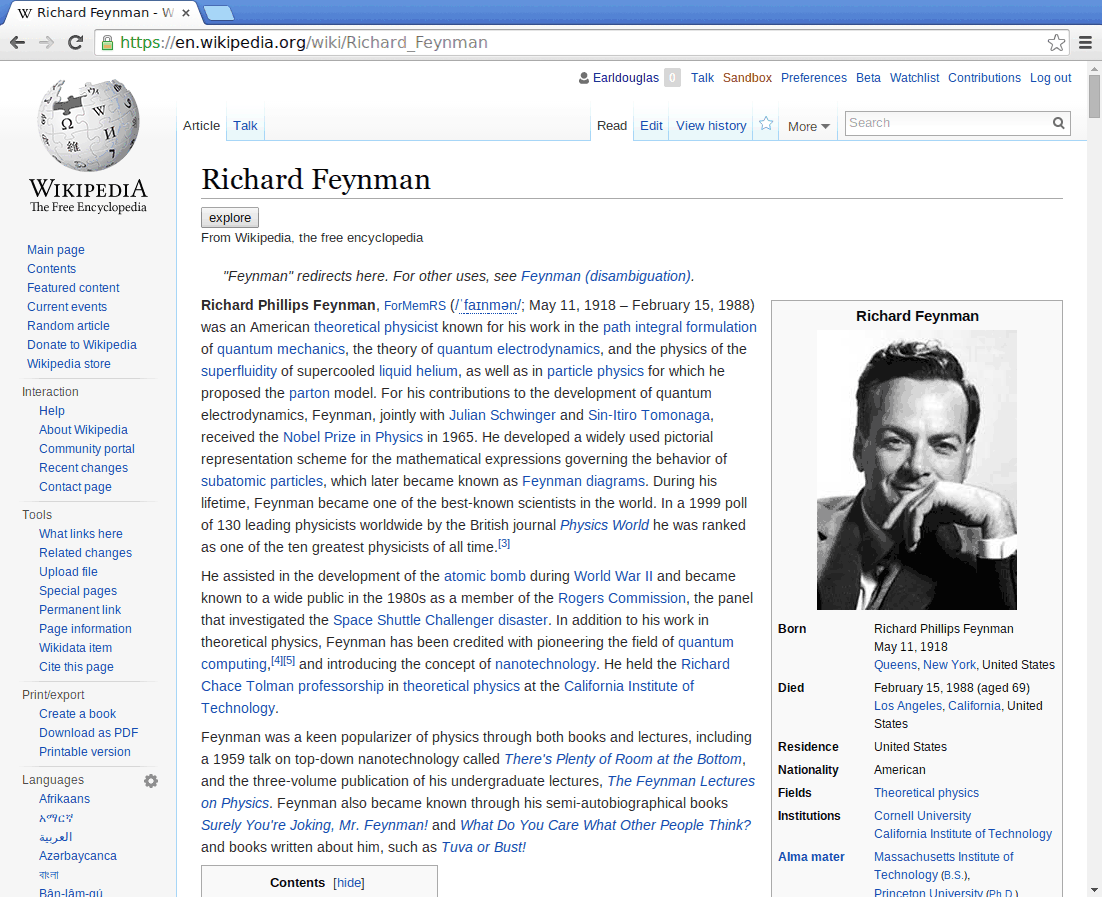 Richard Feynman - W
https://en.wikipedia.org/wiki/Richard_Feynman
Earldouglas 0 Talk Sandbox Preferences Beta Watchlist Contributions Log out
Article Talk Read Edit View history More Search
WIKIPEDIA
The Free Encyclopedia
Main page
Contents
Featured content
Current events
Random article
Donate to Wikipedia
Wikipedia store
Interaction
Help
About Wikipedia
Community portal
Recent changes
Contact page
Tools
What links here
Related changes
Upload file
Special pages
Permanent link
Page information
Wikidata item
Cite this page
Print/export
Create a book
Download as PDF
Printable version
Languages
Afrikaans
አማርኛ
العربية
Azərbaycanca
বাংলা
Bân-lâm-gú
Richard Feynman
explore
From Wikipedia, the free encyclopedia
"Feynman" redirects here. For other uses, see Feynman (disambiguation).
Richard Phillips Feynman, ForMemRS (/ˈfaɪnmən/; May 11, 1918 – February 15, 1988)
was an American theoretical physicist known for his work in the path integral formulation
of quantum mechanics, the theory of quantum electrodynamics, and the physics of the
superfluidity of supercooled liquid helium, as well as in particle physics for which he
proposed the parton model. For his contributions to the development of quantum
electrodynamics, Feynman, jointly with Julian Schwinger and Sin-Itiro Tomonaga,
received the Nobel Prize in Physics in 1965. He developed a widely used pictorial
representation scheme for the mathematical expressions governing the behavior of
subatomic particles, which later became known as Feynman diagrams. During his
lifetime, Feynman became one of the best-known scientists in the world. In a 1999 poll
of 130 leading physicists worldwide by the British journal Physics World he was ranked
as one of the ten greatest physicists of all time.[3]
He assisted in the development of the atomic bomb during World War II and became
known to a wide public in the 1980s as a member of the Rogers Commission, the panel
that investigated the Space Shuttle Challenger disaster. In addition to his work in
theoretical physics, Feynman has been credited with pioneering the field of quantum
computing,[4][5] and introducing the concept of nanotechnology. He held the Richard
Chace Tolman professorship in theoretical physics at the California Institute of
Technology.
Feynman was a keen popularizer of physics through both books and lectures, including
a 1959 talk on top-down nanotechnology called There's Plenty of Room at the Bottom,
and the three-volume publication of his undergraduate lectures, The Feynman Lectures
on Physics. Feynman also became known through his semi-autobiographical books
Surely You're Joking, Mr. Feynman! and What Do You Care What Other People Think?
and books written about him, such as Tuva or Bust!
Contents [hide]
Richard Feynman
Born Richard Phillips Feynman
May 11, 1918
Queens, New York, United States
Died February 15, 1988 (aged 69)
Los Angeles, California, United
States
Residence United States
Nationality American
Fields Theoretical physics
Institutions Cornell University
California Institute of Technology
Alma mater Massachusetts Institute of
Technology (B.S.),
Princeton University (Ph.D.)